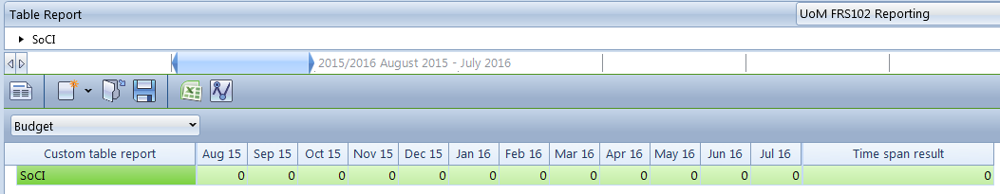 Table Report UoM FRS102 Reporting
SoCI
2015/2016 August 2015 - July 2016
Budget
Custom table report Aug 15 Sep 15 Oct 15 Nov 15 Dec 15 Jan 16 Feb 16 Mar 16 Apr 16 May 16 Jun 16 Jul 16 Time span result
SoCI 0 0 0 0 0 0 0 0 0 0 0 0 0